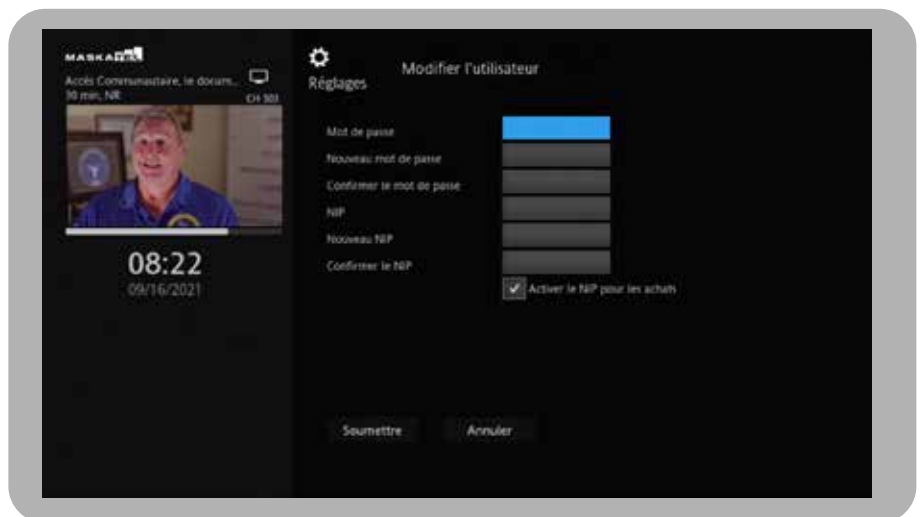 MASKATEL
Accès Communautaire, le docum...
30 min, NR
CH 503
08:22
09/16/2021
Réglages
Modifier l'utilisateur
Mot de passe
Nouveau mot de passe
Confirmer le mot de passe
NIP
Nouveau NIP
Confirmer le NIP
Activer le NIP pour les achats
Soumettre
Annuler